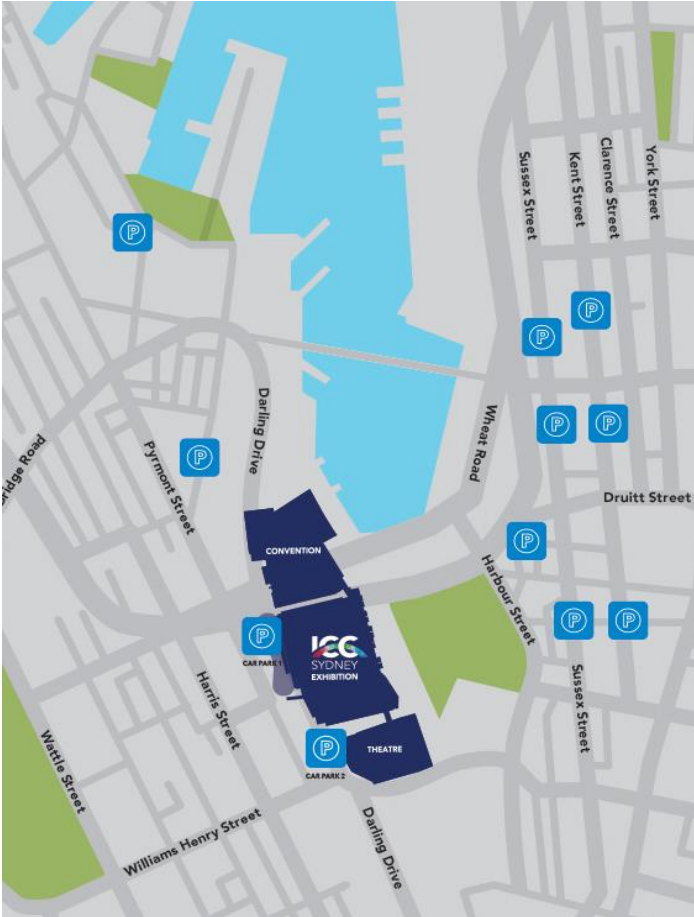 Sussex Street
Kent Street
Clarence Street
York Street
P
P
P
Darling Drive
Wheat Road
P
P
ridge Road
Pyrmont Street
P
Druitt Street
P
CONVENTION
Harbour Street
P
P
P
CAR PARK 1
ICC
SYDNEY
EXHIBITION
Sussex Street
Harris Street
Wattle Street
P
CAR PARK 2
THEATRE
Williams Henry Street
Darling Drive